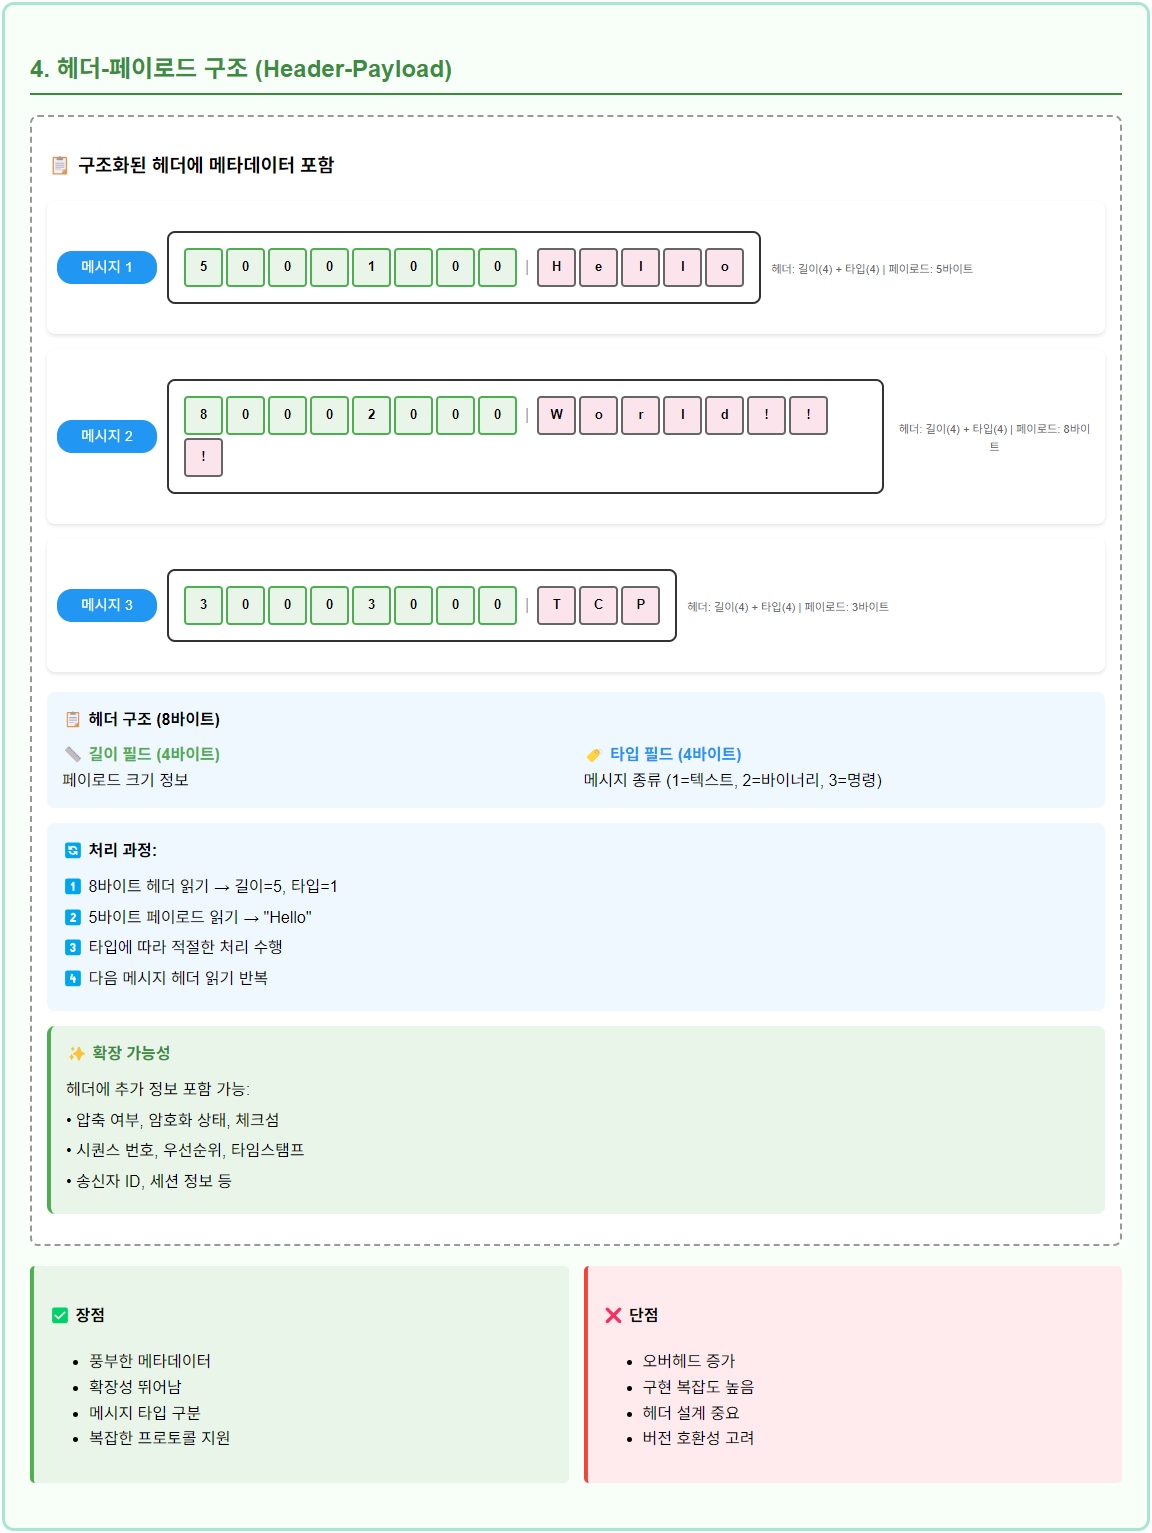 4. 헤더-페이로드 구조 (Header-Payload)
📋 구조화된 헤더에 메타데이터 포함
메시지 1
5 0 0 0 1 0 0 0 | H e l l o
헤더: 길이(4) + 타입(4) | 페이로드: 5바이트
메시지 2
8 0 0 0 2 0 0 0 | W o r l d ! !
!
헤더: 길이(4) + 타입(4) | 페이로드: 8바이
트
메시지 3
3 0 0 0 3 0 0 0 | T C P
헤더: 길이(4) + 타입(4) | 페이로드: 3바이트
📋 헤더 구조 (8바이트)
📏 길이 필드 (4바이트)
페이로드 크기 정보
🏷️ 타입 필드 (4바이트)
메시지 종류 (1=텍스트, 2=바이너리, 3=명령)
🔄 처리 과정:
1️⃣ 8바이트 헤더 읽기 → 길이=5, 타입=1
2️⃣ 5바이트 페이로드 읽기 → "Hello"
3️⃣ 타입에 따라 적절한 처리 수행
4️⃣ 다음 메시지 헤더 읽기 반복
✨ 확장 가능성
헤더에 추가 정보 포함 가능:
• 압축 여부, 암호화 상태, 체크섬
• 시퀀스 번호, 우선순위, 타임스탬프
• 송신자 ID, 세션 정보 등
✅ 장점
• 풍부한 메타데이터
• 확장성 뛰어남
• 메시지 타입 구분
• 복잡한 프로토콜 지원
❌ 단점
• 오버헤드 증가
• 구현 복잡도 높음
• 헤더 설계 중요
• 버전 호환성 고려